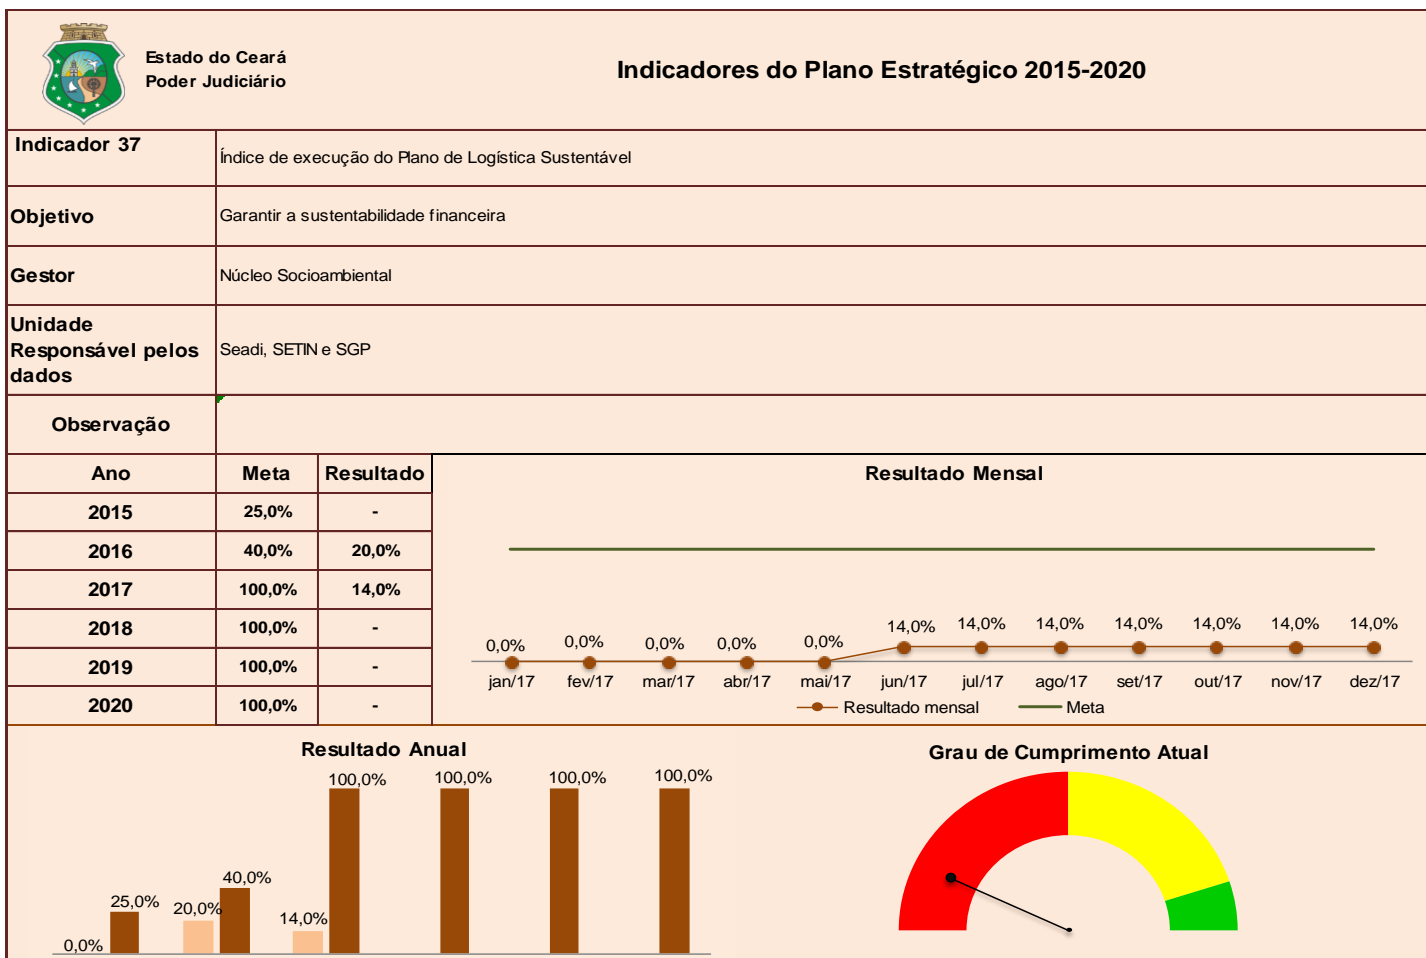 Estado do Ceará
Poder Judiciário
Indicadores do Plano Estratégico 2015-2020
Indicador 37
Índice de execução do Plano de Logística Sustentável
Objetivo
Garantir a sustentabilidade financeira
Gestor
Núcleo Socioambiental
Unidade
Responsável pelos
dados
Seadi, SETIN e SGP
Observação
Ano Meta Resultado
2015 25,0% -
2016 40,0% 20,0%
2017 100,0% 14,0%
2018 100,0% -
2019 100,0% -
2020 100,0% -
Resultado Mensal
0,0% 0,0% 0,0% 0,0% 0,0% 14,0% 14,0% 14,0% 14,0% 14,0% 14,0% 14,0%
jan/17 fev/17 mar/17 abr/17 mai/17 jun/17 jul/17 ago/17 set/17 out/17 nov/17 dez/17
Resultado mensal Meta
Resultado Anual
100,0% 100,0% 100,0% 100,0%
40,0%
25,0% 20,0% 14,0%
0,0%
Grau de Cumprimento Atual